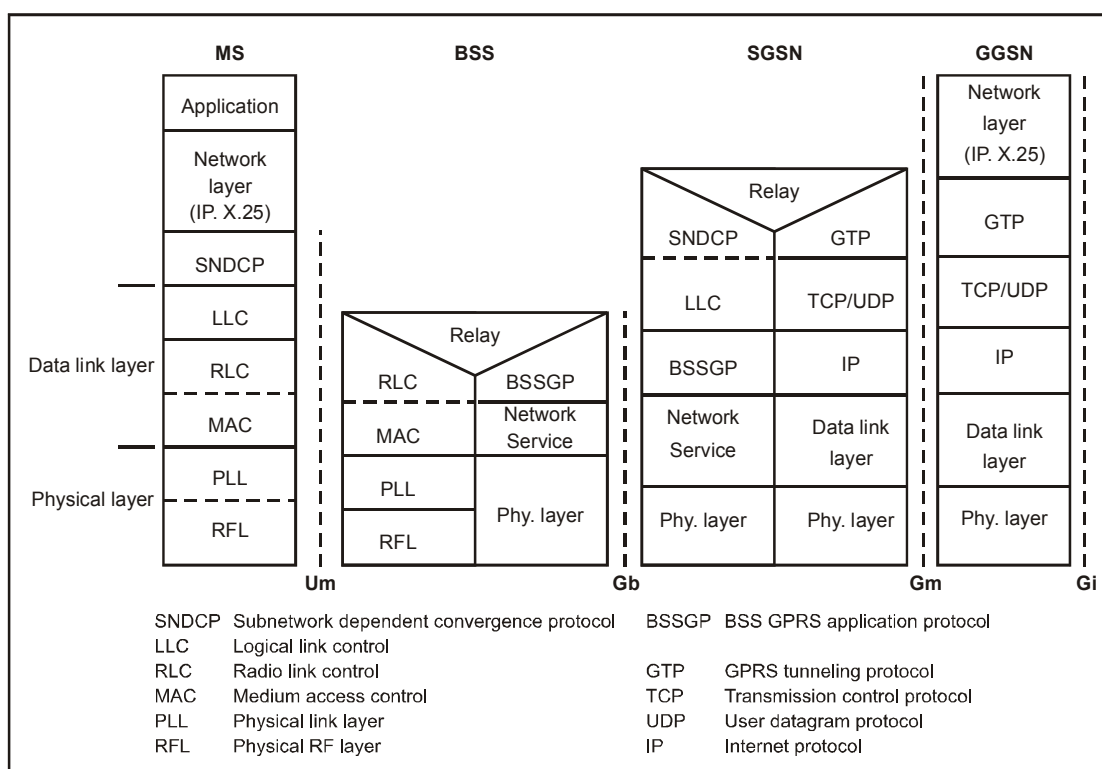 MS
BSS
SGSN
GGSN
Application
Network
layer
(IP. X.25)
SNDCP
LLC
RLC
MAC
PLL
RFL
Data link layer
Physical layer
Um
Relay
RLC
BSSGP
MAC
Network
Service
PLL
RFL
Phy. layer
Gb
Relay
SNDCP
GTP
LLC
TCP/UDP
BSSGP
IP
Network
Service
Data link
layer
Phy. layer
Phy. layer
Gm
Network
layer
(IP. X.25)
GTP
TCP/UDP
IP
Data link
layer
Phy. layer
Gi
SNDCP Subnetwork dependent convergence protocol
LLC Logical link control
RLC Radio link control
MAC Medium access control
PLL Physical link layer
RFL Physical RF layer
BSSGP BSS GPRS application protocol
GTP GPRS tunneling protocol
TCP Transmission control protocol
UDP User datagram protocol
IP Internet protocol